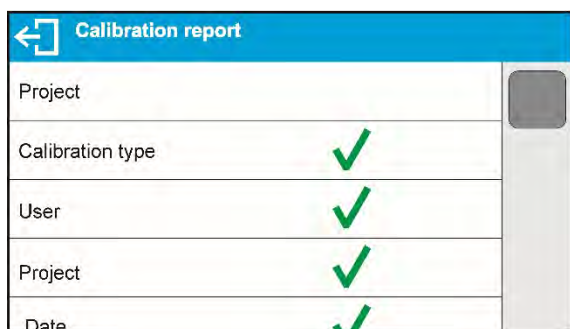 Calibration report
Project
Calibration type
User
Project
Date